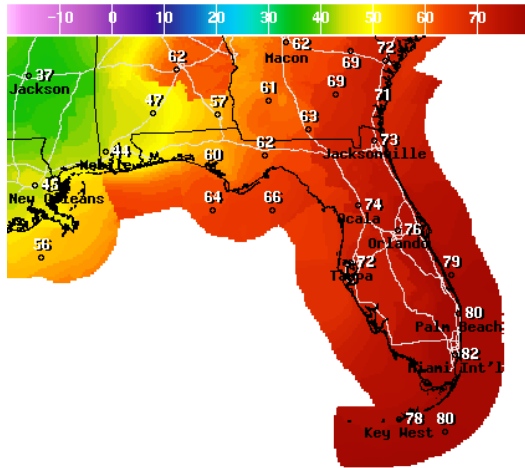 -10 0 10 20 30 40 50 60 70
62 62 72
Macon 69
37 69
Jackson 61 71
47 57 63
44 62 73
Mobile 60 Jacksonville
45
New Orleans 64 66 74
Ocala
76
56 Orlando
72 79
Tampa
80
Palm Beach
82
Miami Int'l
78 80
Key West